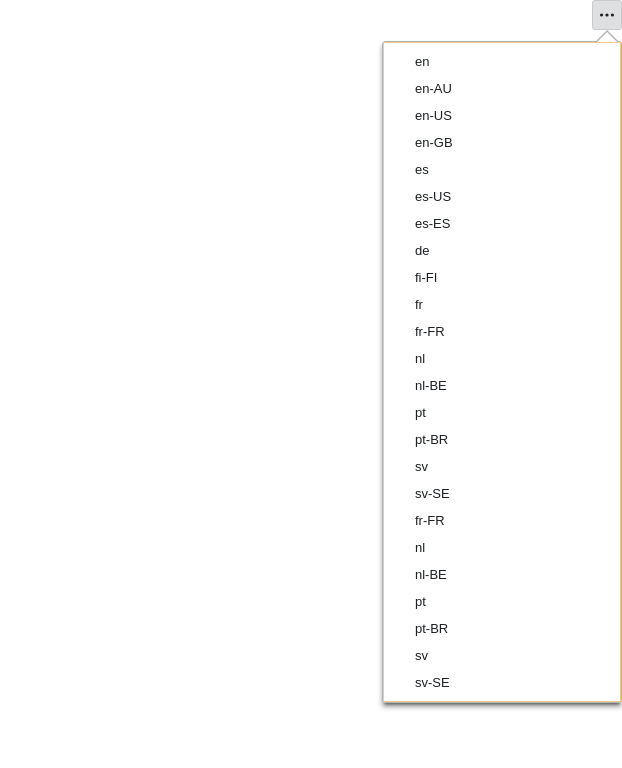 en
en-AU
en-US
en-GB
es
es-US
es-ES
de
fi-FI
fr
fr-FR
nl
nl-BE
pt
pt-BR
sv
sv-SE
fr-FR
nl
nl-BE
pt
pt-BR
sv
sv-SE